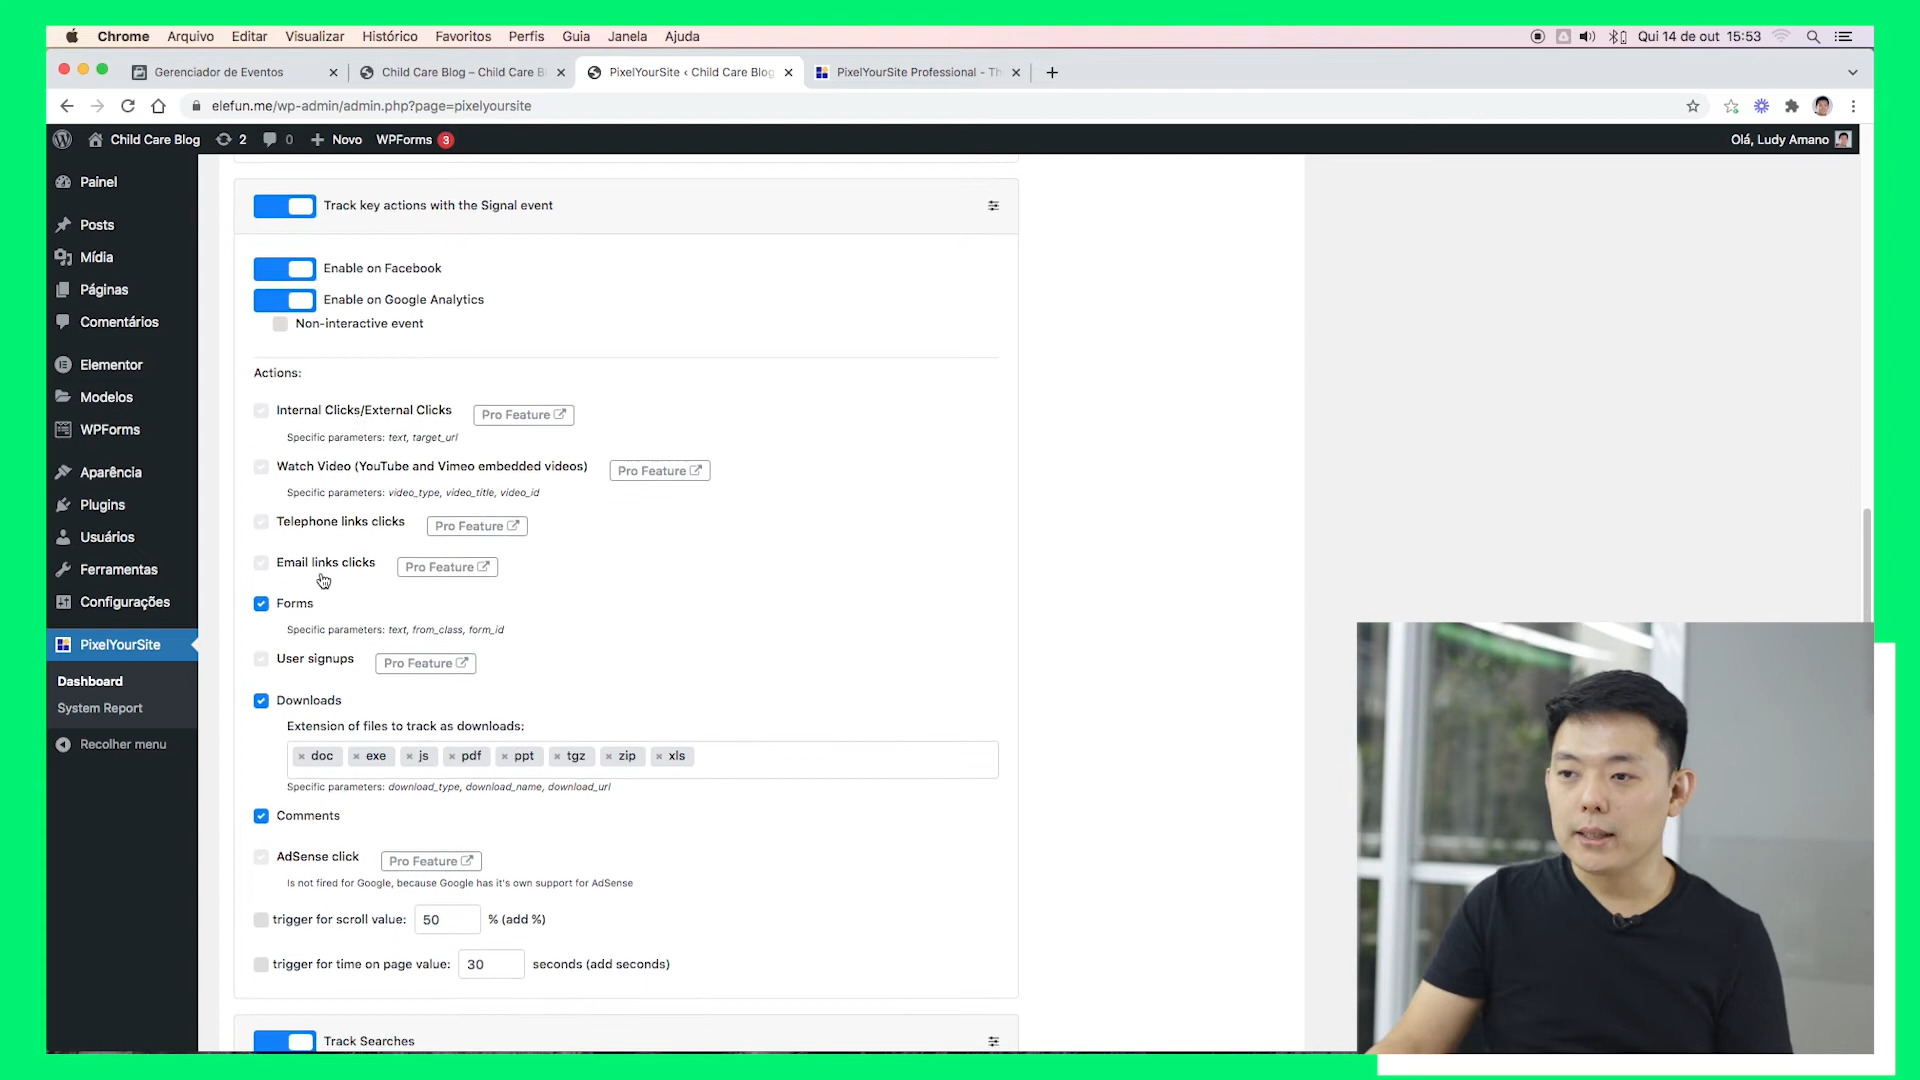 Chrome Arquivo Editar Visualizar Histórico Favoritos Perfis Guia Janela Ajuda Qui 14 de out 15:53
Gerenciador de Eventos Child Care Blog – Child Care B PixelYourSite ‹ Child Care Blog PixelYourSite Professional - Th
elefun.me/wp-admin/admin.php?page=pixelyoursite
Child Care Blog 2 0 Novo WPForms 3 Olá, Ludy Amano
Painel
Posts
Mídia
Páginas
Comentários
Elementor
Modelos
WPForms
Aparência
Plugins
Usuários
Ferramentas
Configurações
PixelYourSite
Dashboard
System Report
Recolher menu
Track key actions with the Signal event
Enable on Facebook
Enable on Google Analytics
Non-interactive event
Actions:
Internal Clicks/External Clicks Pro Feature
Specific parameters: text, target_url
Watch Video (YouTube and Vimeo embedded videos) Pro Feature
Specific parameters: video_type, video_title, video_id
Telephone links clicks Pro Feature
Email links clicks Pro Feature
Forms
Specific parameters: text, from_class, form_id
User signups Pro Feature
Downloads
Extension of files to track as downloads:
× doc × exe × js × pdf × ppt × tgz × zip × xls
Specific parameters: download_type, download_name, download_url
Comments
AdSense click Pro Feature
Is not fired for Google, because Google has it's own support for AdSense
trigger for scroll value: 50 % (add %)
trigger for time on page value: 30 seconds (add seconds)
Track Searches